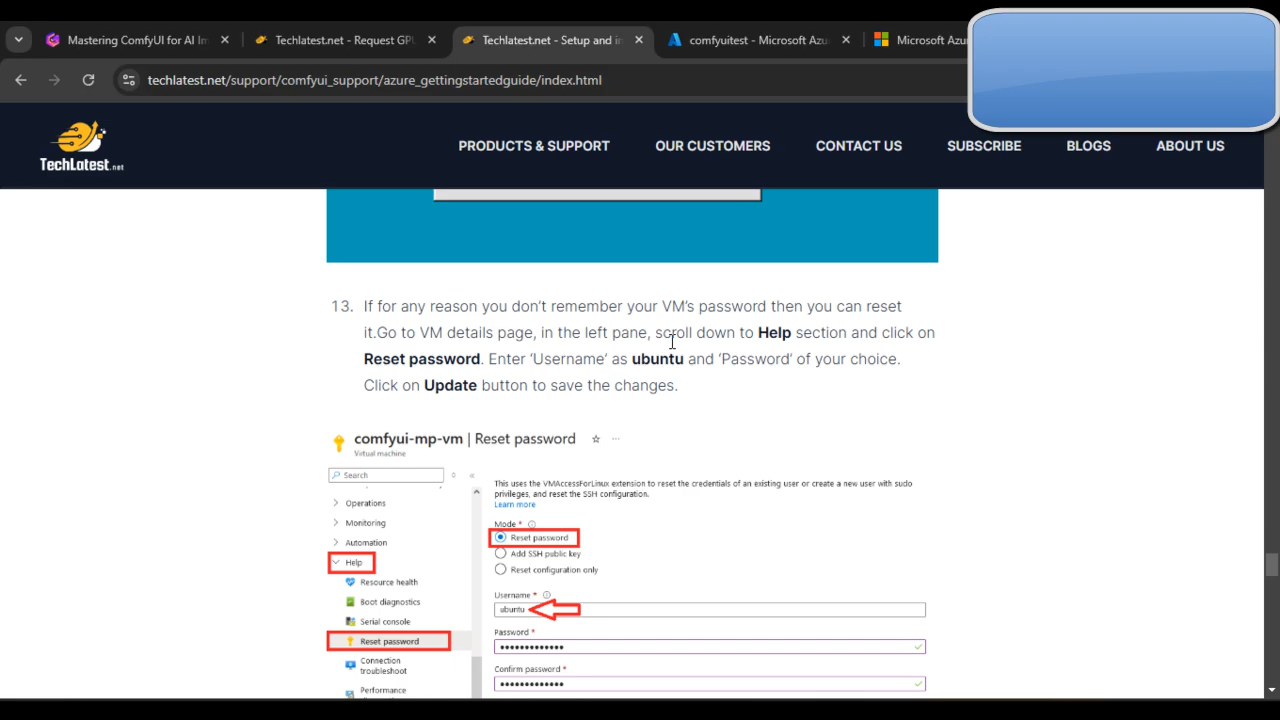 Mastering ComfyUI for AI Im
Techlatest.net - Request GPU
Techlatest.net - Setup and in
comfyuitest - Microsoft Azu
Microsoft Azu
techlatest.net/support/comfyui_support/azure_gettingstartedguide/index.html
TechLatest.net
PRODUCTS & SUPPORT
OUR CUSTOMERS
CONTACT US
SUBSCRIBE
BLOGS
ABOUT US
13. If for any reason you don't remember your VM's password then you can reset
it.Go to VM details page, in the left pane, scroll down to Help section and click on
Reset password. Enter 'Username' as ubuntu and 'Password' of your choice.
Click on Update button to save the changes.
comfyui-mp-vm | Reset password
Virtual machine
Search
Operations
Monitoring
Automation
Help
Resource health
Boot diagnostics
Serial console
Reset password
Connection
troubleshoot
Performance
This uses the VMAccessForLinux extension to reset the credentials of an existing user or create a new user with sudo
privileges, and reset the SSH configuration.
Learn more
Mode *
Reset password
Add SSH public key
Reset configuration only
Username *
ubuntu
Password *
•••••••••••••
Confirm password *
•••••••••••••